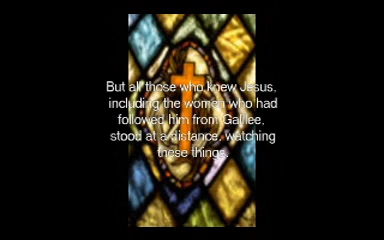 But all those who knew Jesus,
including the women who had
followed him from Galilee,
stood at a distance, watching
these things.